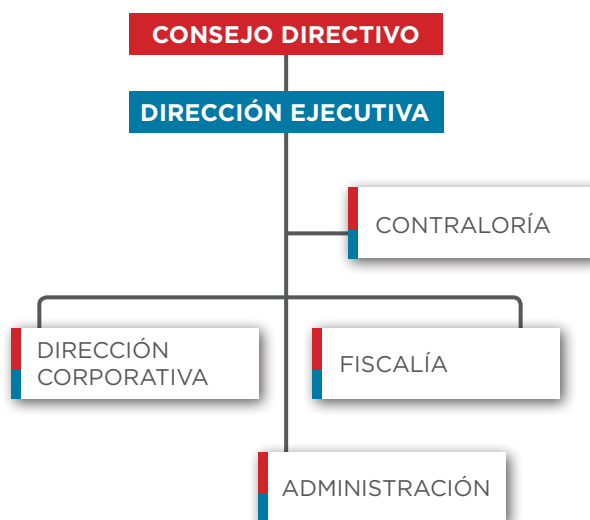 CONSEJO DIRECTIVO
DIRECCIÓN EJECUTIVA
CONTRALORÍA
DIRECCIÓN
CORPORATIVA
FISCALÍA
ADMINISTRACIÓN